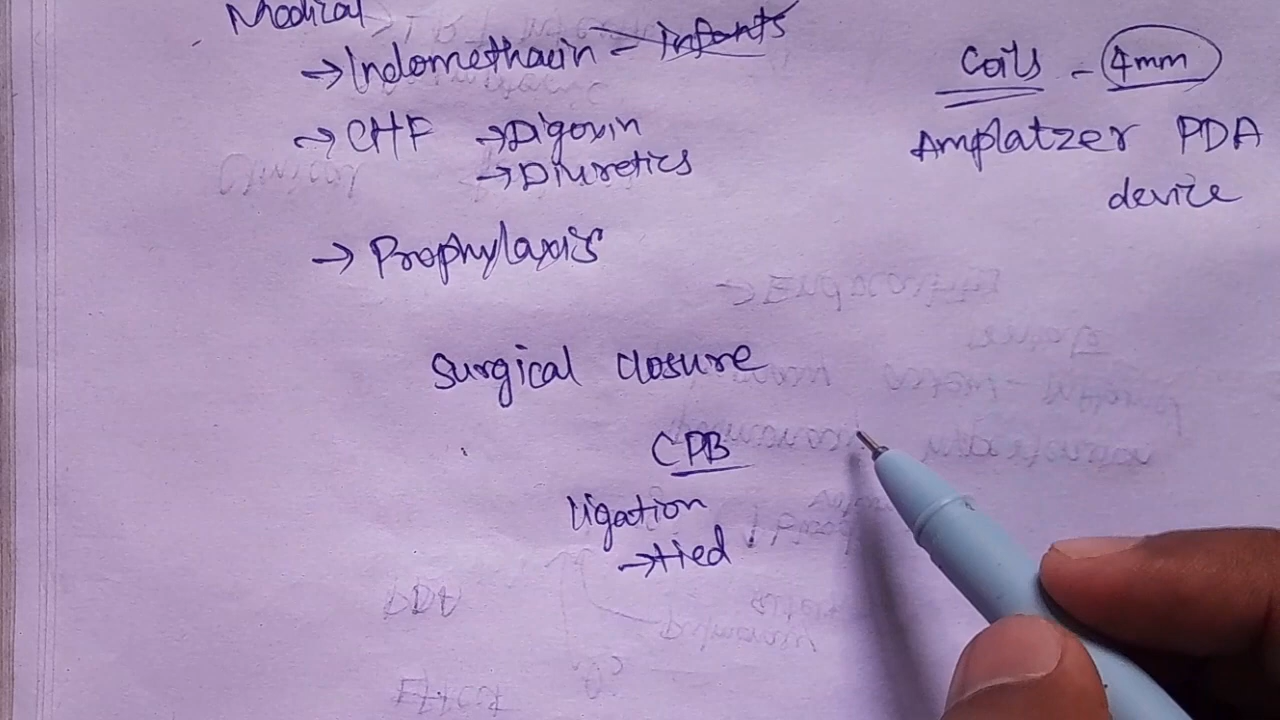 Medical
→ Indomethacin – infants
→ CHF → Digoxin
→ Diuretics
→ Prophylaxis
Coils – 4mm
Amplatzer PDA
device
Surgical closure
CPB
Ligation
→ tied